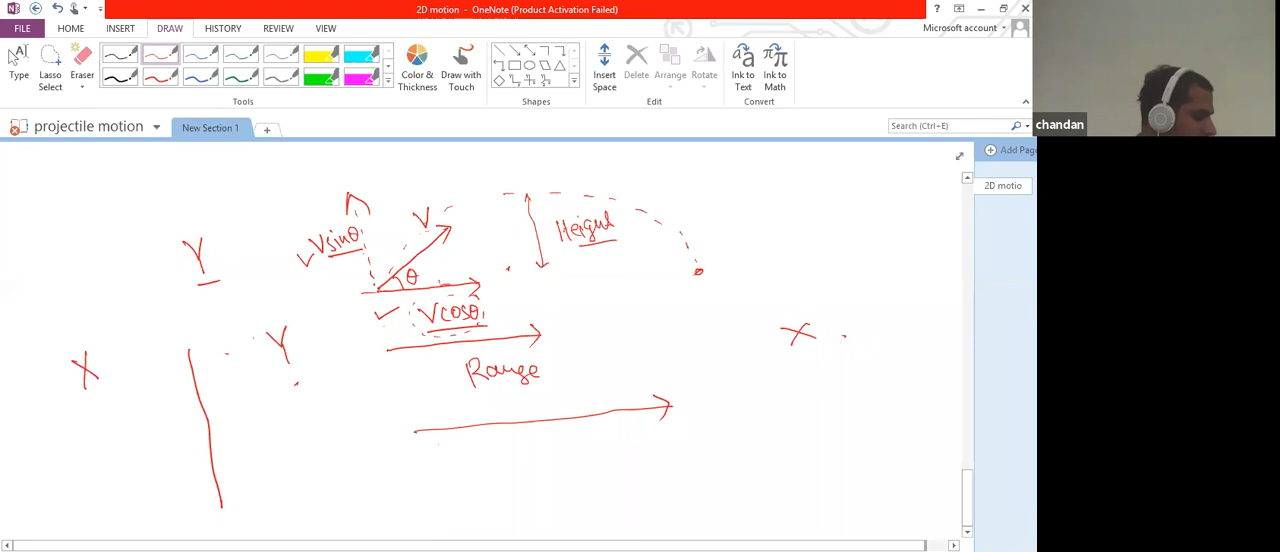 2D motion - OneNote (Product Activation Failed)
FILE HOME INSERT DRAW HISTORY REVIEW VIEW
Microsoft account
Type
Lasso Select
Eraser
Color & Thickness
Draw with Touch
Insert Space
Delete
Arrange
Rotate
Ink to Text
Ink to Math
Tools
Shapes
Edit
Convert
projectile motion
New Section 1
Search (Ctrl+E)
chandan
Add Page
2D motio
V
Vsinθ
Height
Y
θ
Vcosθ
Y
X
X
Range